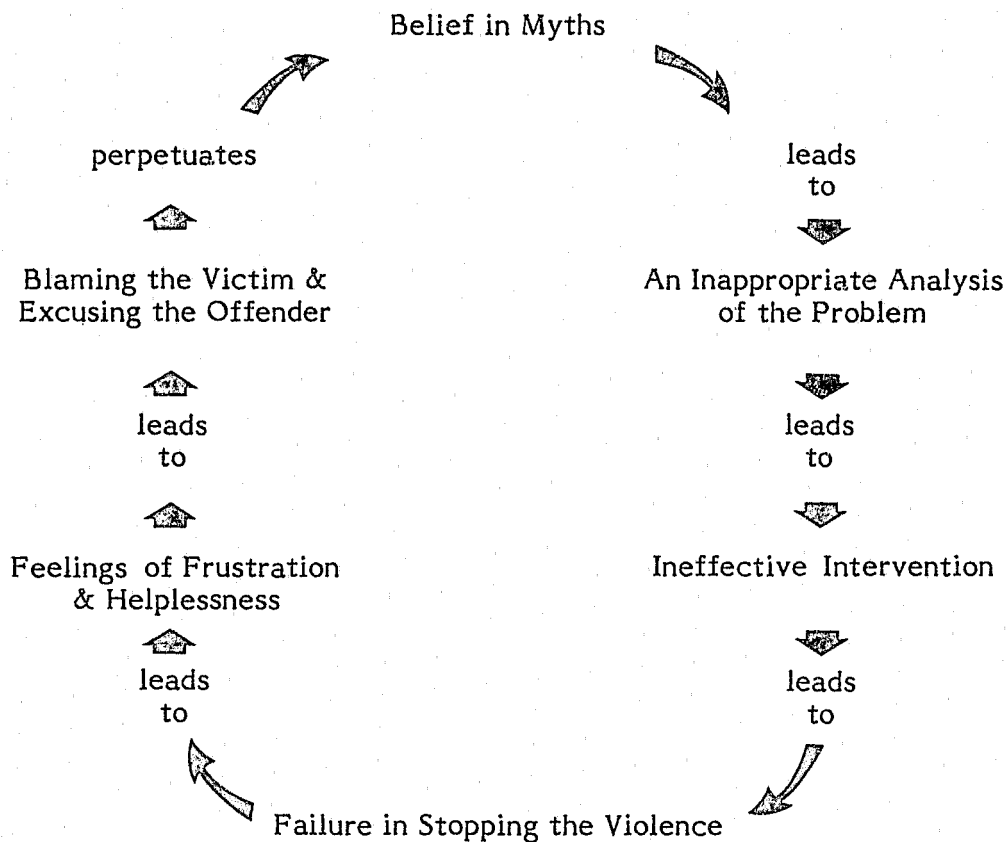 Belief in Myths
leads
to
An Inappropriate Analysis
of the Problem
leads
to
Ineffective Intervention
leads
to
Failure in Stopping the Violence
leads
to
Feelings of Frustration
& Helplessness
leads
to
Blaming the Victim &
Excusing the Offender
perpetuates